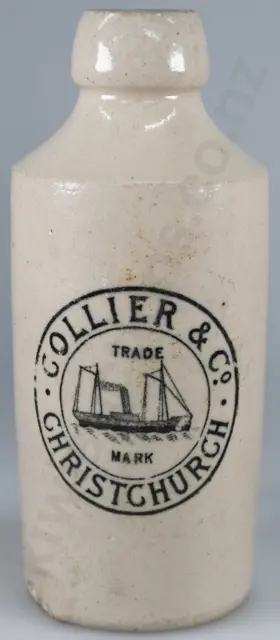 COLLIER & Co.
TRADE
MARK
CHRISTCHURCH